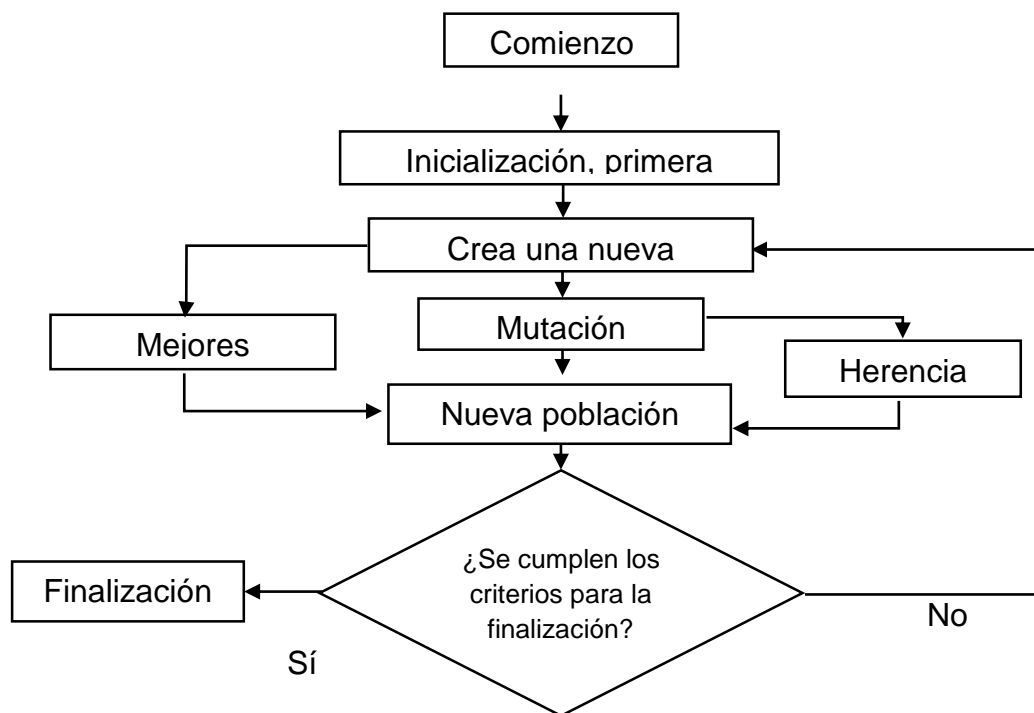 Comienzo
Inicialización, primera
Crea una nueva
Mutación
Mejores
Herencia
Nueva población
¿Se cumplen los
criterios para la
finalización?
Finalización
No
Sí